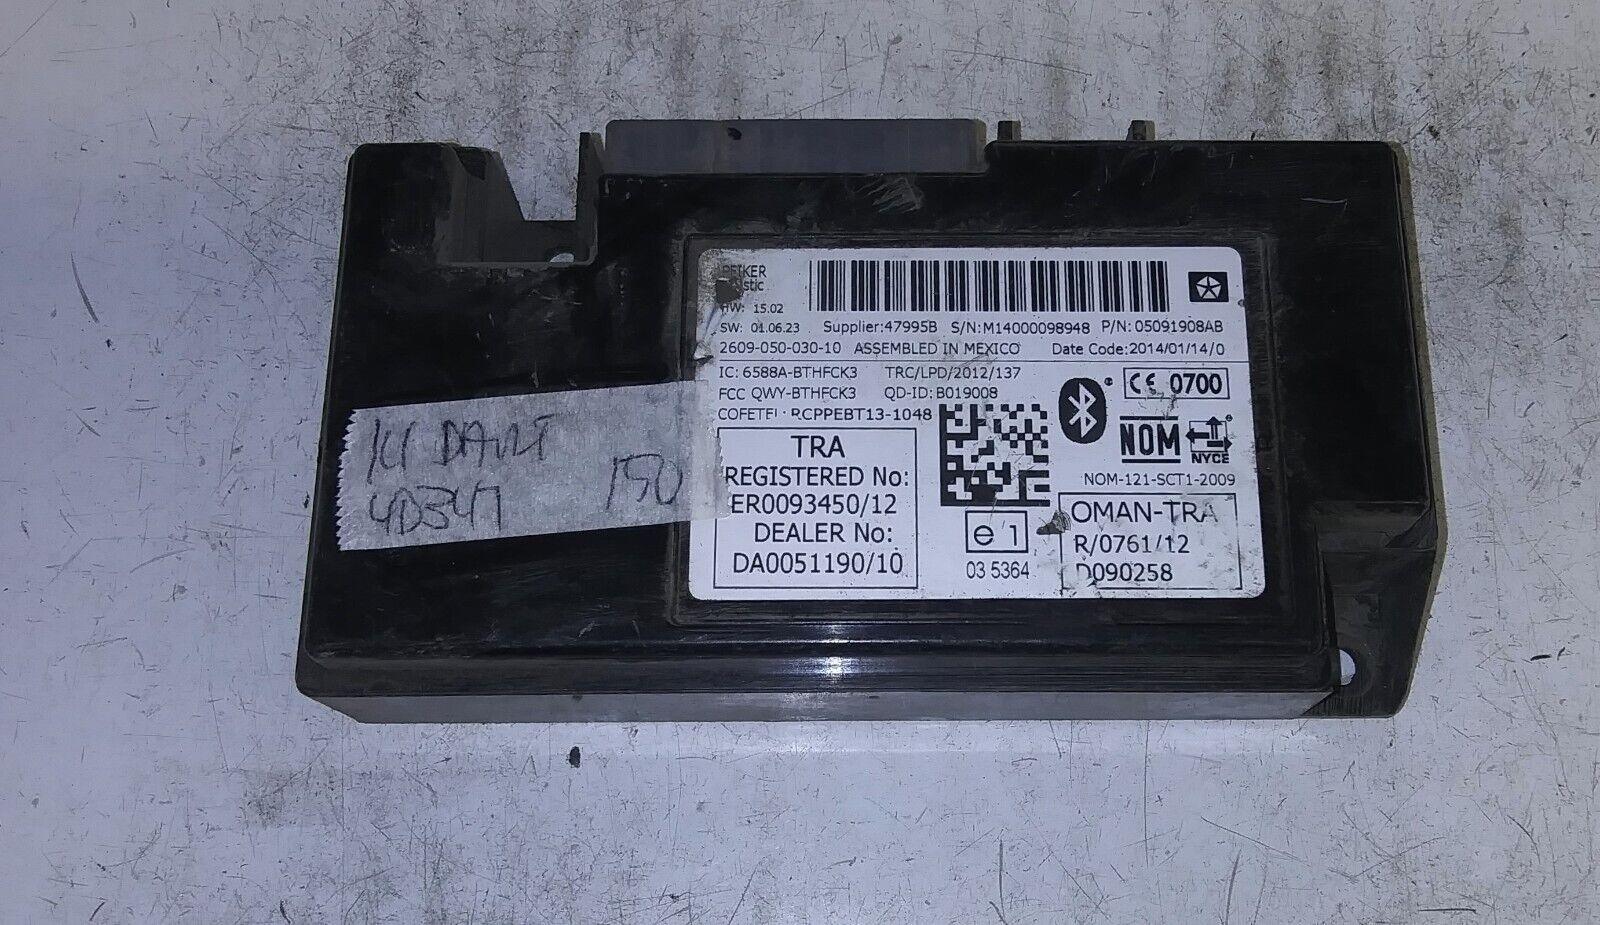 PEIKER
HW: 15.02
SW: 01.06.23 Supplier:47995B S/N:M14000098948 P/N:05091908AB
2609-050-030-10 ASSEMBLED IN MEXICO Date Code:2014/01/14/0
IC: 6588A-BTHFCK3 TRC/LPD/2012/137
FCC QWY-BTHFCK3 QD-ID: B019008
COFETEL: RCPPEBT13-1048
CE 0700
NOM
NYCE
NOM-121-SCT1-2009
TRA
REGISTERED No:
ER0093450/12
DEALER No:
DA0051190/10
e 1
03 5364
OMAN-TRA
R/0761/12
D090258
4D347
150